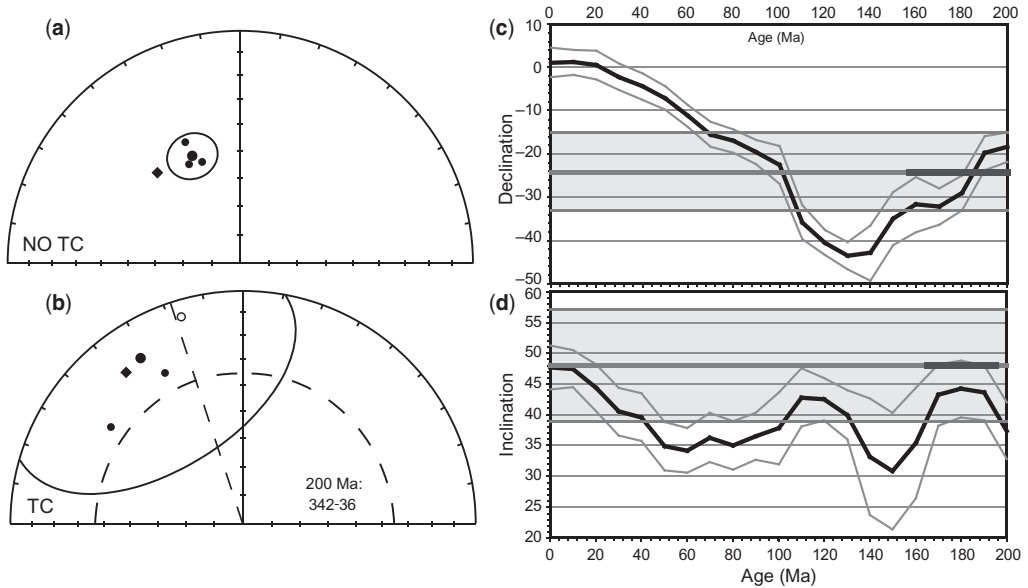 (a)
NO TC
(b)
TC
200 Ma:
342-36
(c)
0 20 40 60 80 100 120 140 160 180 200
Age (Ma)
10
0
–10
–20
–30
–40
–50
Declination
(d)
60
55
50
45
40
35
30
25
20
Inclination
0 20 40 60 80 100 120 140 160 180 200
Age (Ma)